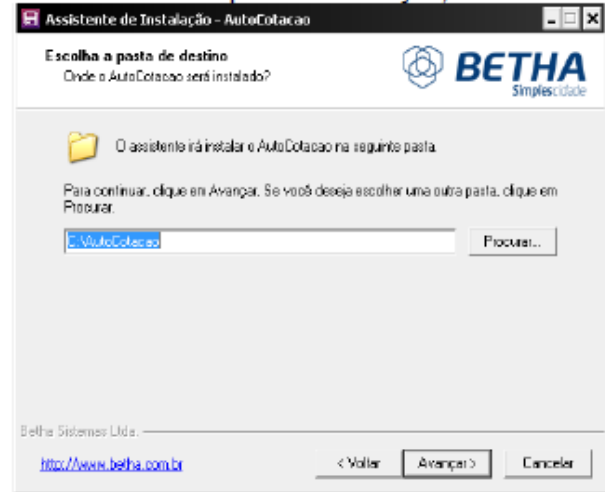 Assistente de Instalação - AutoCotacao
Escolha a pasta de destino
Onde o AutoCotacao será instalado?
BETHA
Simplescidade
O assistente irá instalar o AutoCotacao na seguinte pasta.
Para continuar, clique em Avançar. Se você deseja escolher uma outra pasta, clique em
Procurar.
C:\AutoCotacao
Procurar...
Betha Sistemas Ltda.
http://www.betha.com.br
< Voltar
Avançar >
Cancelar